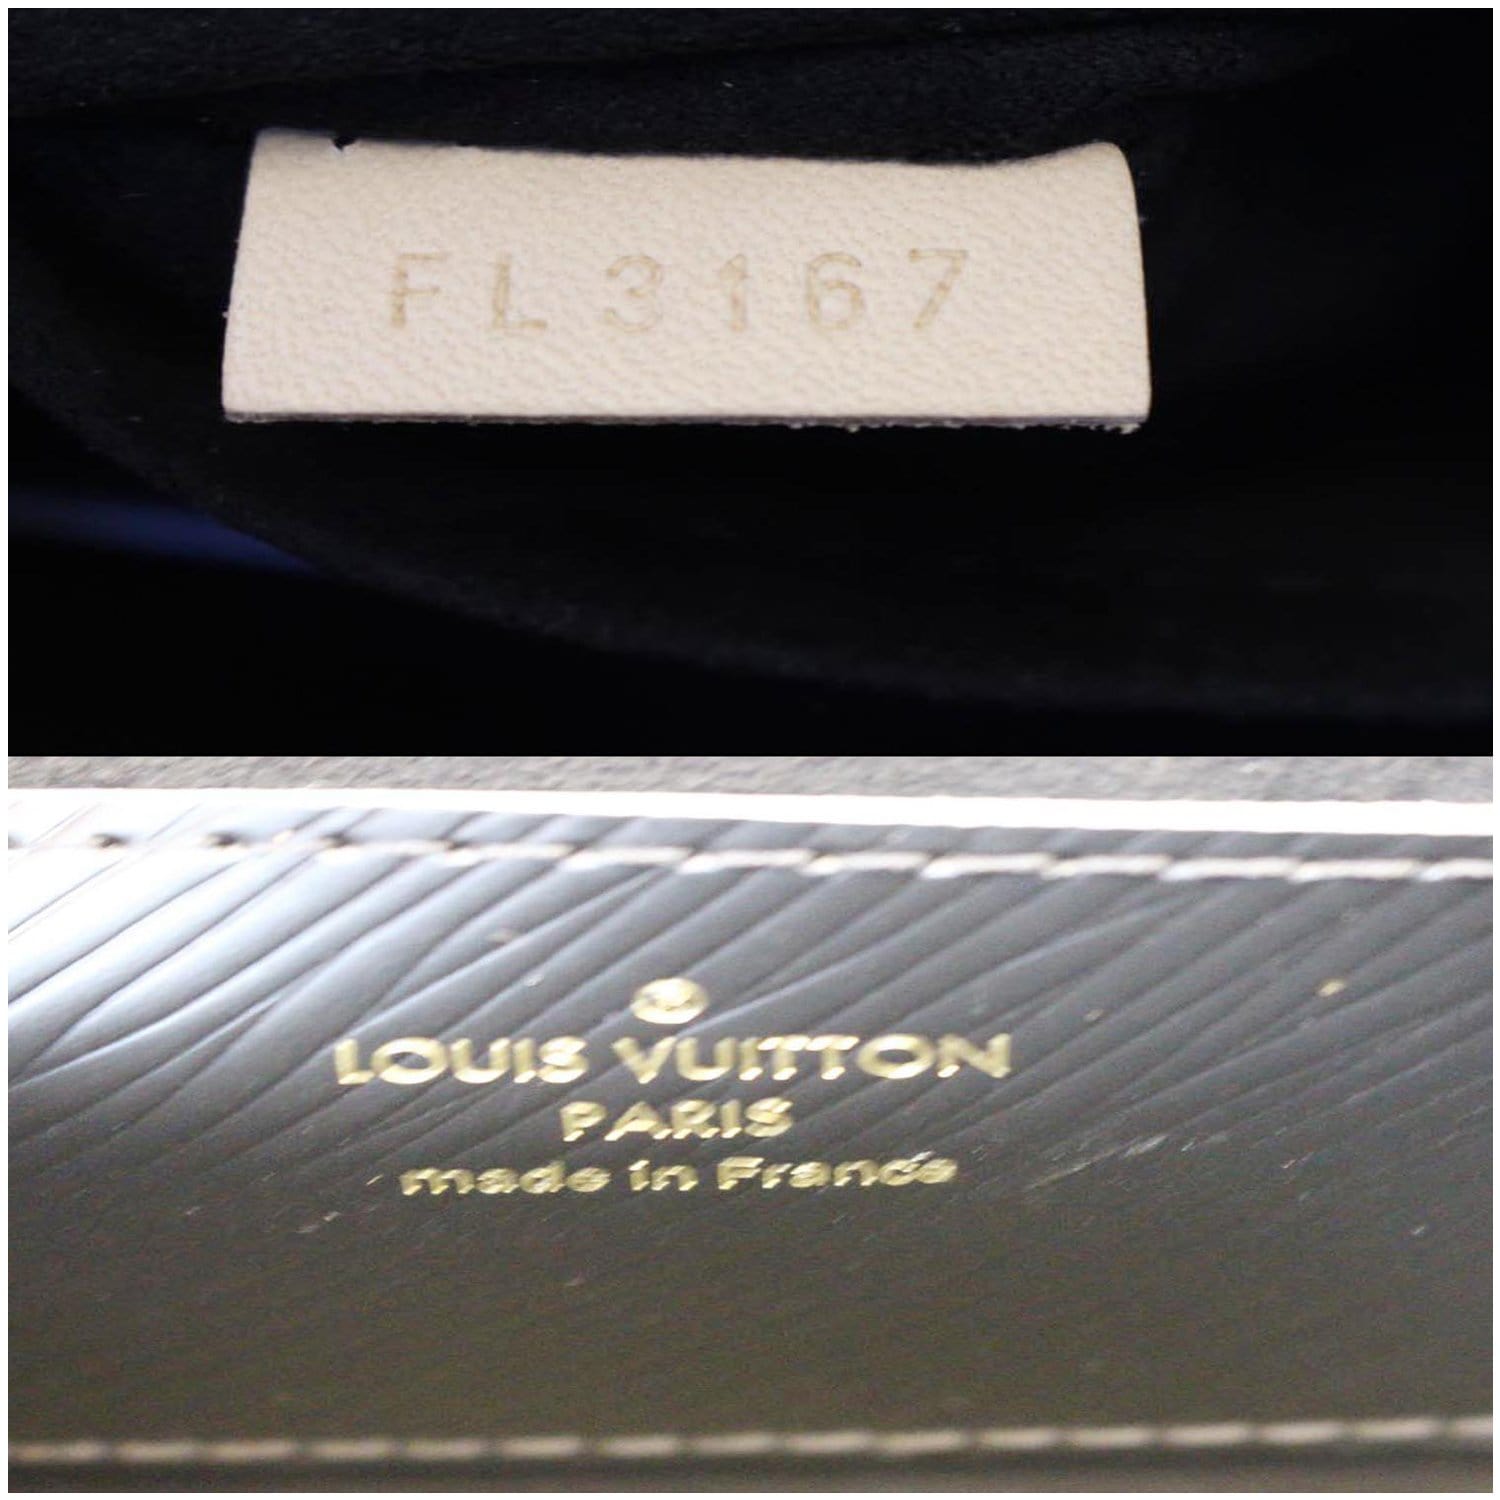 FL3167
LOUIS VUITTON
PARIS
made in France